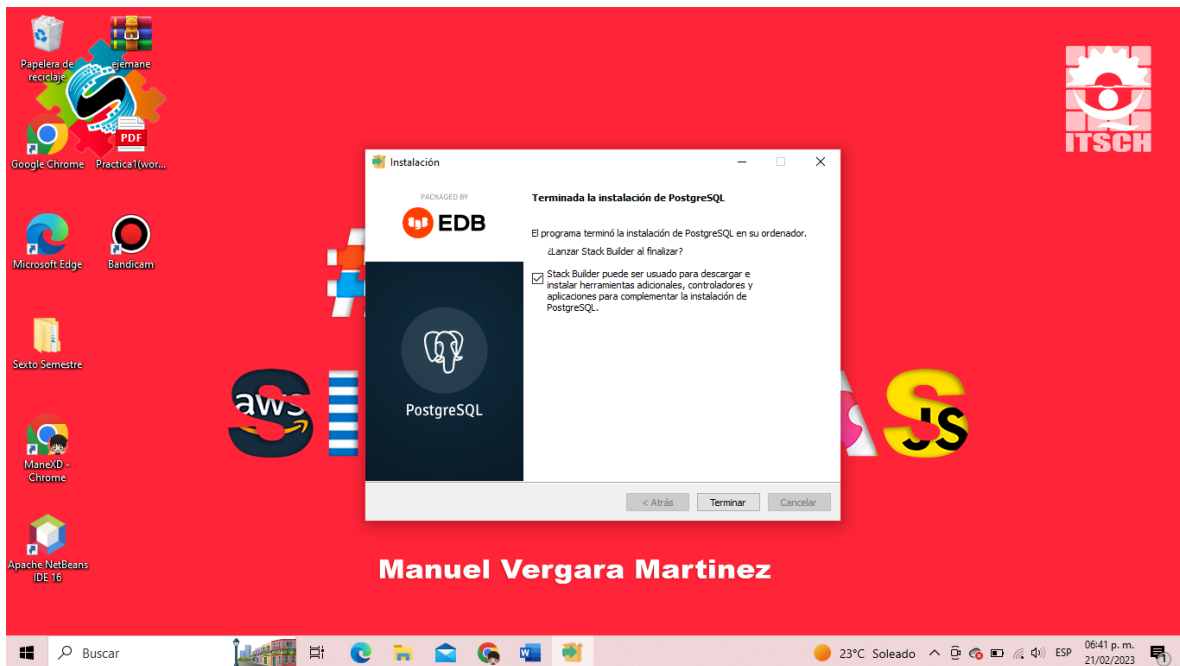 Papelera de
reciclaje
ejemane
Google Chrome
PDF
Practica1(wor...
Microsoft Edge
Bandicam
Sexto Semestre
ManeXD -
Chrome
Apache NetBeans
IDE 16
ITSCH
Instalación
PACKAGED BY
EDB
PostgreSQL
Terminada la instalación de PostgreSQL
El programa terminó la instalación de PostgreSQL en su ordenador.
¿Lanzar Stack Builder al finalizar?
Stack Builder puede ser usado para descargar e
instalar herramientas adicionales, controladores y
aplicaciones para complementar la instalación de
PostgreSQL.
< Atrás
Terminar
Cancelar
#
aws
S
AS
JS
Manuel Vergara Martinez
Buscar
23°C Soleado
ESP
06:41 p. m.
21/02/2023
1